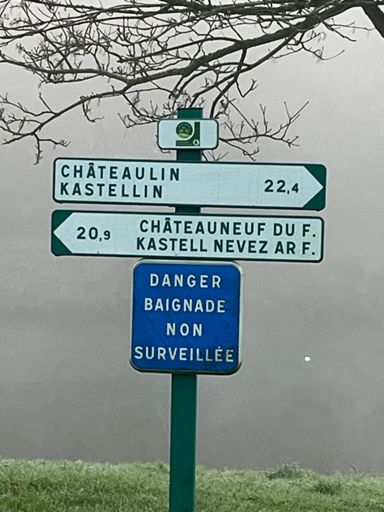 CHÂTEAULIN
KASTELLIN
22,4
20,9
CHÂTEAUNEUF DU F.
KASTELL NEVEZ AR F.
DANGER
BAIGNADE
NON
SURVEILLÉE